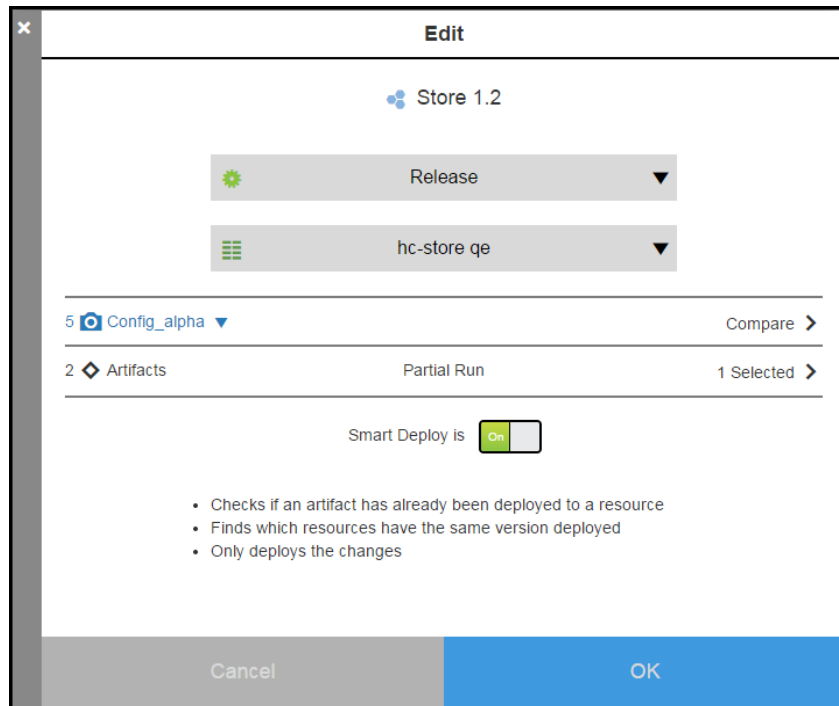 Edit
Store 1.2
Release
hc-store qe
5 Config_alpha Compare
2 Artifacts Partial Run 1 Selected
Smart Deploy is On
• Checks if an artifact has already been deployed to a resource
• Finds which resources have the same version deployed
• Only deploys the changes
Cancel OK